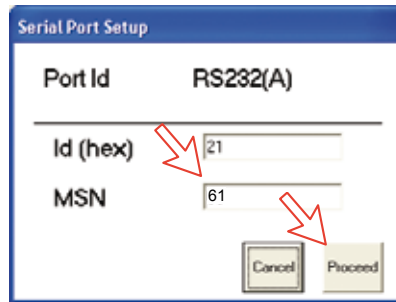 Serial Port Setup
Port Id RS232(A)
Id (hex) 21
MSN 61
Cancel Proceed